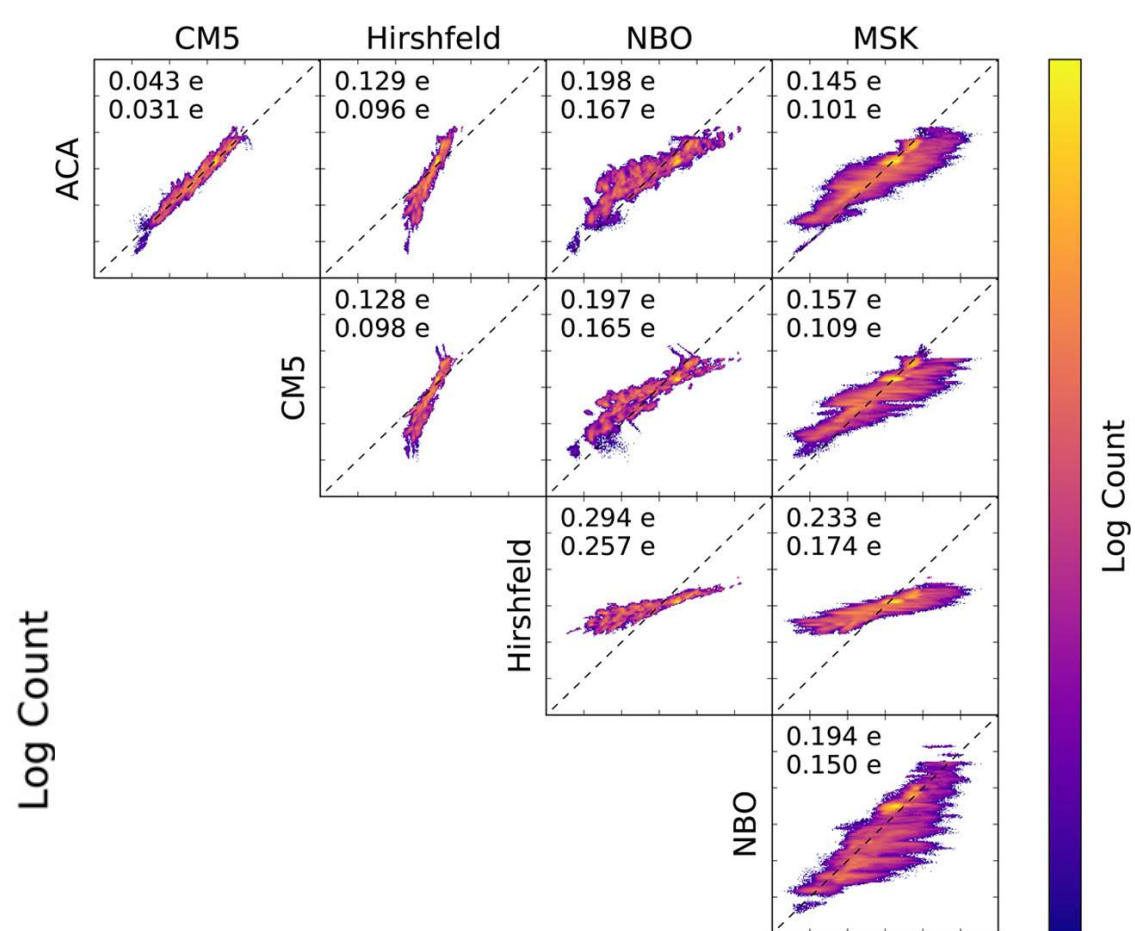 CM5 Hirshfeld NBO MSK
ACA
0.043 e
0.031 e
0.129 e
0.096 e
0.198 e
0.167 e
0.145 e
0.101 e
CM5
0.128 e
0.098 e
0.197 e
0.165 e
0.157 e
0.109 e
Hirshfeld
0.294 e
0.257 e
0.233 e
0.174 e
NBO
0.194 e
0.150 e
Log Count
Log Count